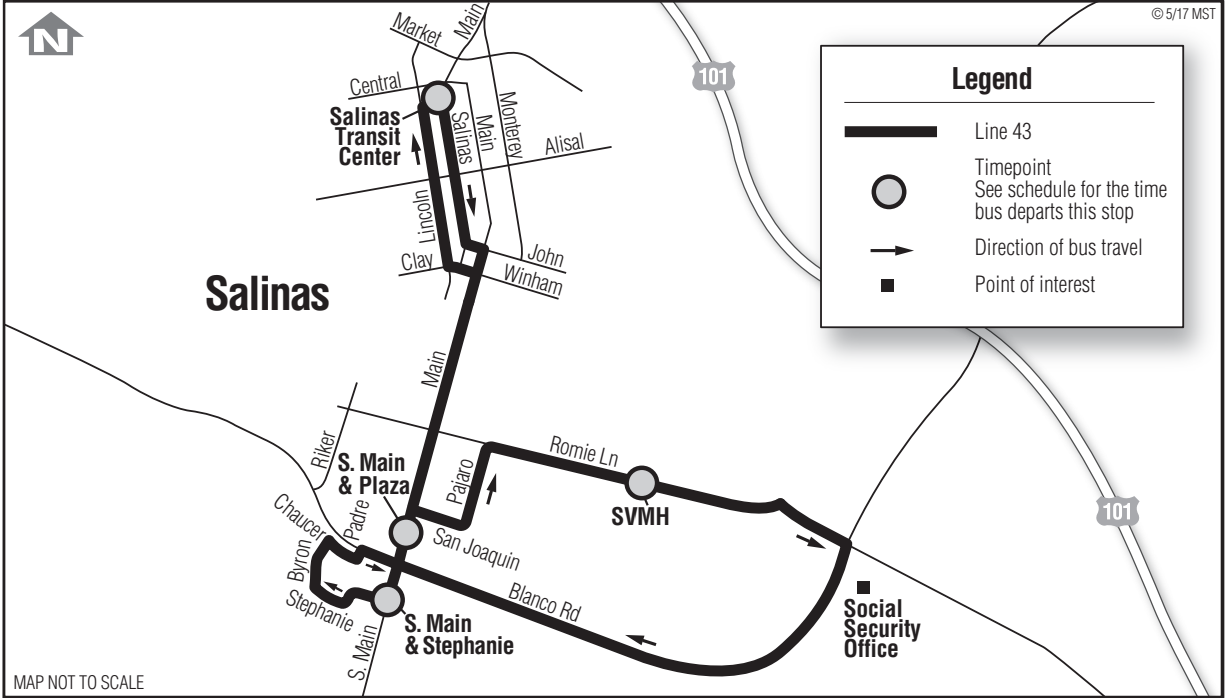 N
© 5/17 MST
Main
Market
101
Central
Salinas
Transit
Center
Salinas
Main
Monterey
Alisal
Lincoln
Clay
John
Winham
Salinas
Legend
Line 43
Timepoint
See schedule for the time
bus departs this stop
Direction of bus travel
Point of interest
Main
Riker
S. Main
& Plaza
Pajaro
Romie Ln
SVMH
101
Chaucer
Padre
San Joaquin
Byron
Stephanie
Blanco Rd
S. Main
& Stephanie
S. Main
Social
Security
Office
MAP NOT TO SCALE